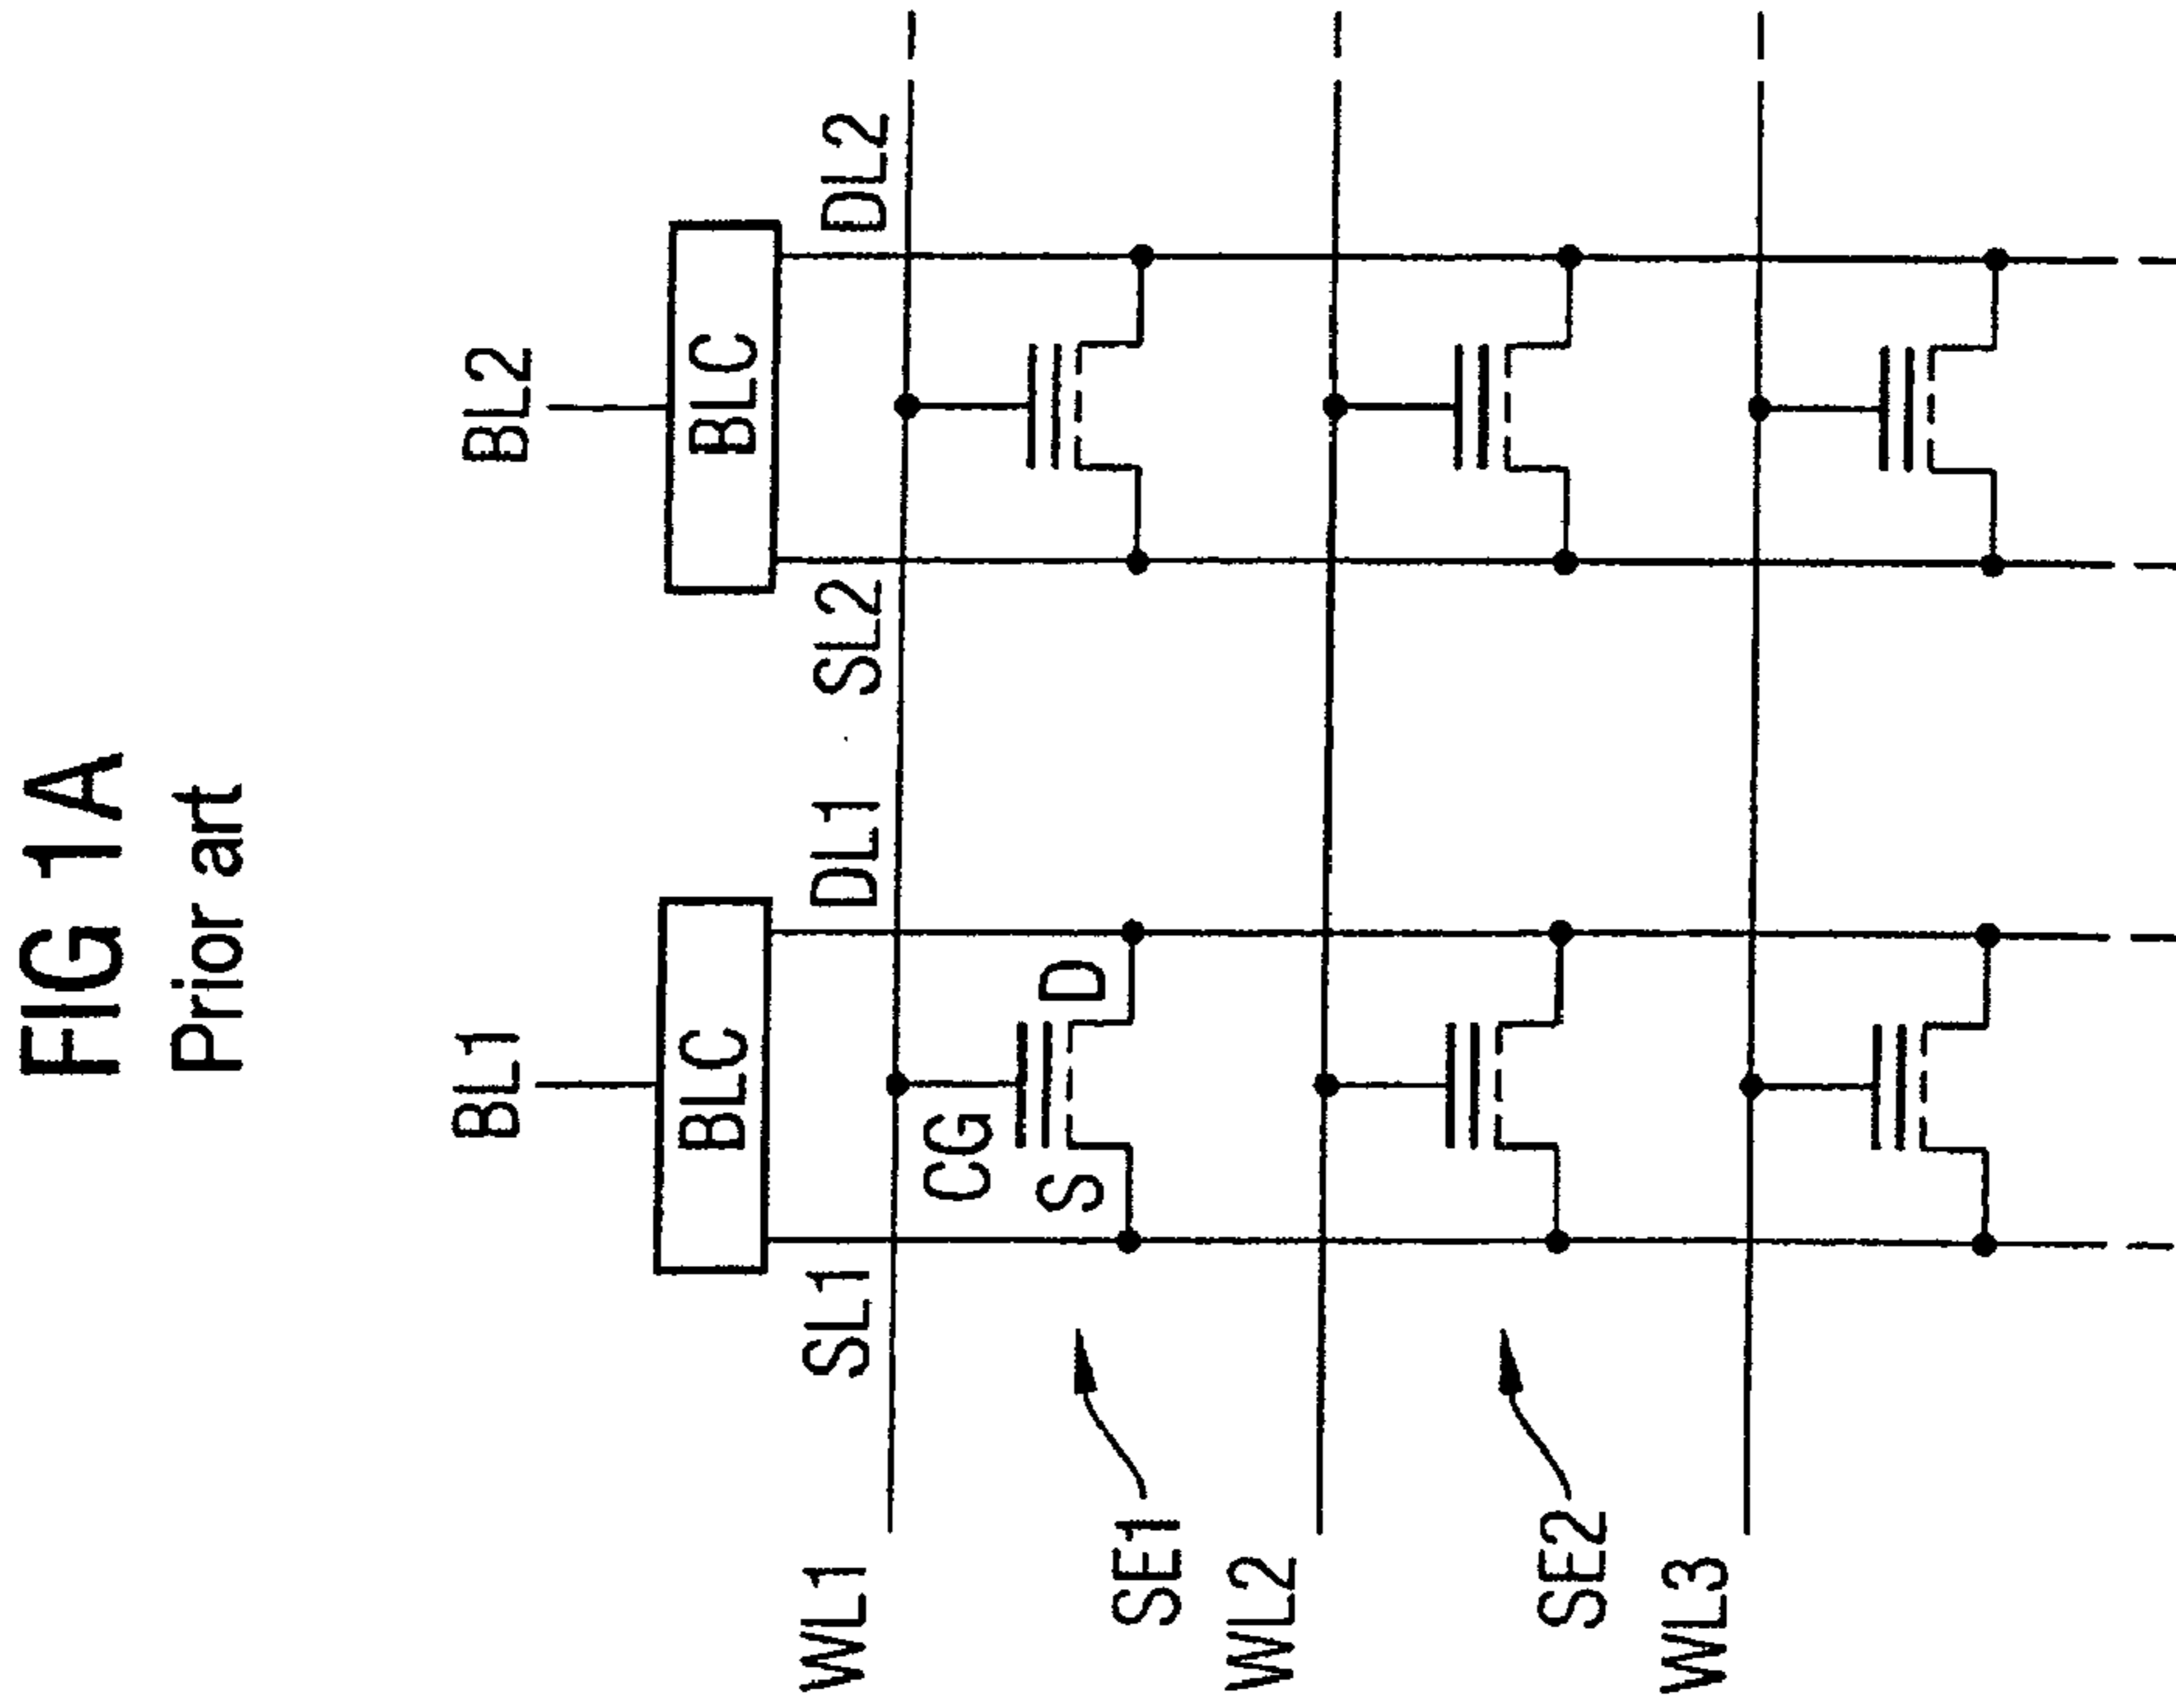 FIG 1A
Prior art
BL1
BL2
BLC
BLC
SL1
DL1
SL2
DL2
WL1
CG
S
D
SE1
WL2
SE2
WL3